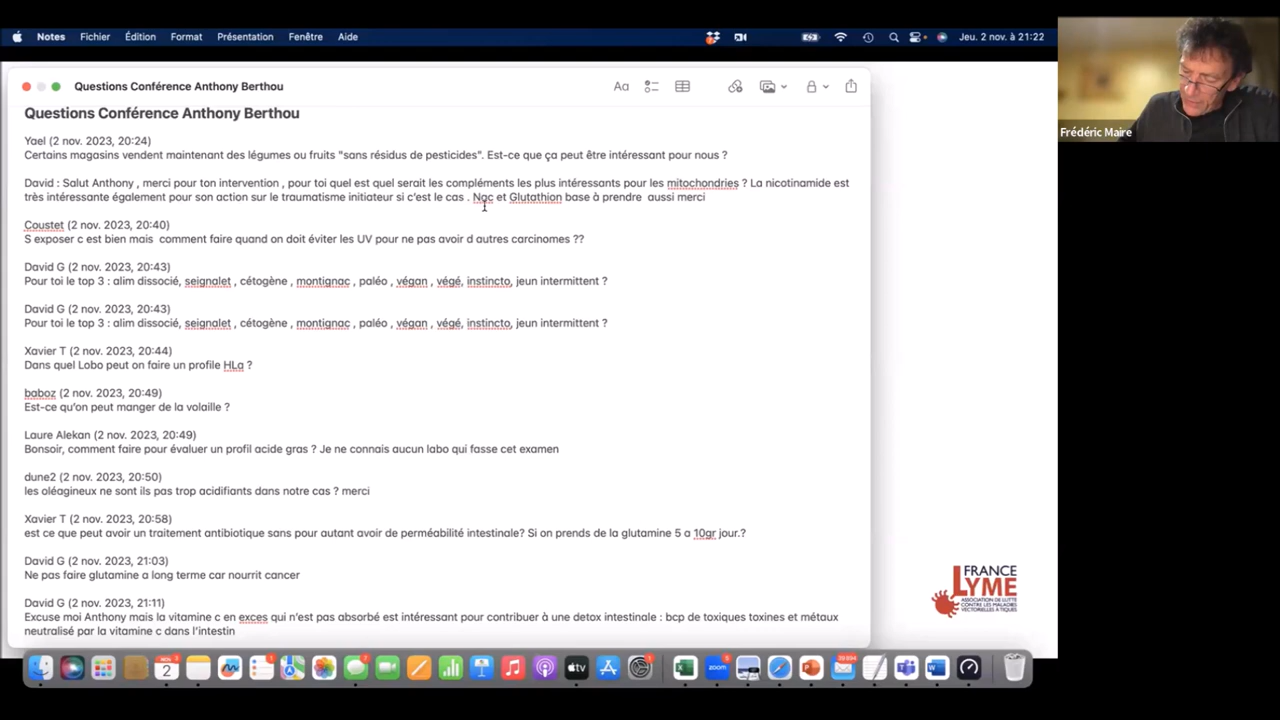 Notes Fichier Édition Format Présentation Fenêtre Aide
Jeu. 2 nov. à 21:22
Questions Conférence Anthony Berthou
Aa
Questions Conférence Anthony Berthou
Yael (2 nov. 2023, 20:24)
Certains magasins vendent maintenant des légumes ou fruits "sans résidus de pesticides". Est-ce que ça peut être intéressant pour nous ?
David : Salut Anthony , merci pour ton intervention , pour toi quel est quel serait les compléments les plus intéressants pour les mitochondries ? La nicotinamide est
très intéressante également pour son action sur le traumatisme initiateur si c'est le cas . Nac et Glutathion base à prendre aussi merci
Coustet (2 nov. 2023, 20:40)
S exposer c est bien mais comment faire quand on doit éviter les UV pour ne pas avoir d autres carcinomes ??
David G (2 nov. 2023, 20:43)
Pour toi le top 3 : alim dissocié, seignalet , cétogène , montignac , paléo , végan , végé, instincto, jeun intermittent ?
David G (2 nov. 2023, 20:43)
Pour toi le top 3 : alim dissocié, seignalet , cétogène , montignac , paléo , végan , végé, instincto, jeun intermittent ?
Xavier T (2 nov. 2023, 20:44)
Dans quel Lobo peut on faire un profile HLa ?
baboz (2 nov. 2023, 20:49)
Est-ce qu'on peut manger de la volaille ?
Laure Alekan (2 nov. 2023, 20:49)
Bonsoir, comment faire pour évaluer un profil acide gras ? Je ne connais aucun labo qui fasse cet examen
dune2 (2 nov. 2023, 20:50)
les oléagineux ne sont ils pas trop acidifiants dans notre cas ? merci
Xavier T (2 nov. 2023, 20:58)
est ce que peut avoir un traitement antibiotique sans pour autant avoir de perméabilité intestinale? Si on prends de la glutamine 5 a 10gr jour.?
David G (2 nov. 2023, 21:03)
Ne pas faire glutamine a long terme car nourrit cancer
David G (2 nov. 2023, 21:11)
Excuse moi Anthony mais la vitamine c en exces qui n'est pas absorbé est intéressant pour contribuer à une detox intestinale : bcp de toxiques toxines et métaux
neutralisé par la vitamine c dans l'intestin
Frédéric Maire
FRANCE
LYME
ASSOCIATION DE LUTTE
CONTRE LES MALADIES
VECTORIELLES À TIQUES
2
tv
zoom